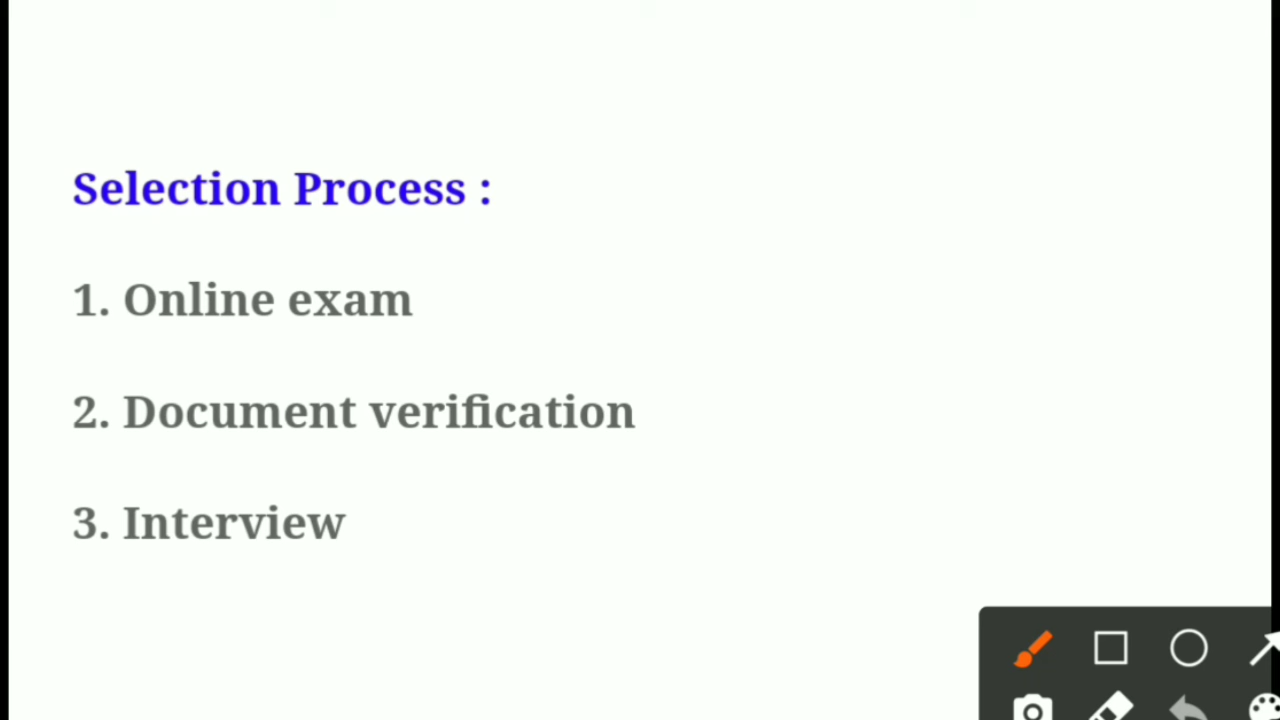 Selection Process :
1. Online exam
2. Document verification
3. Interview